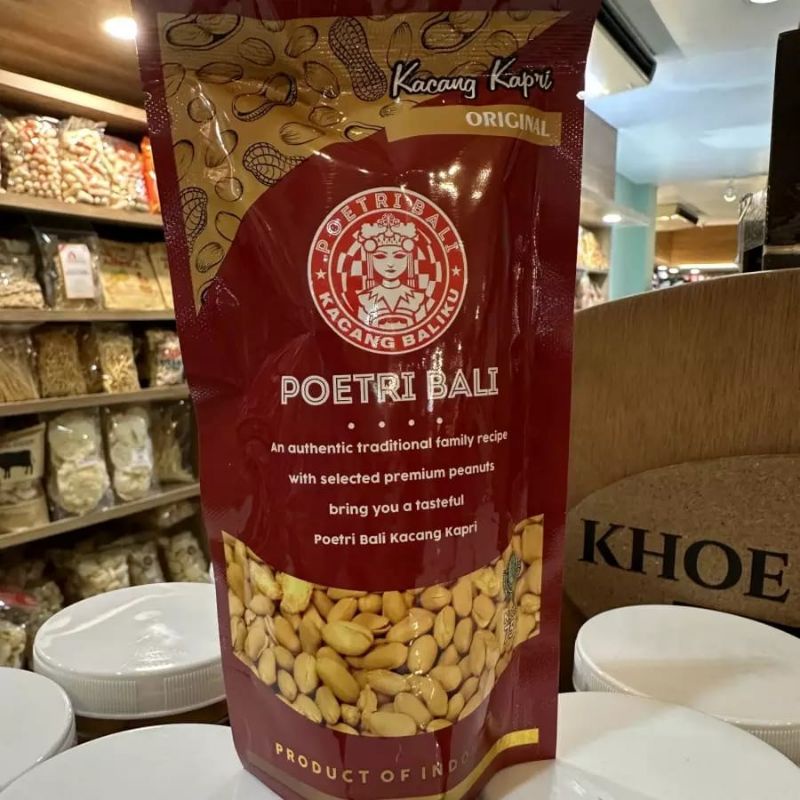 Kacang Kapri
ORIGINAL
POETRI BALI
KACANG BALIKU
POETRI BALI
An authentic traditional family recipe
with selected premium peanuts
bring you a tasteful
Poetri Bali Kacang Kapri
PRODUCT OF
KHOE